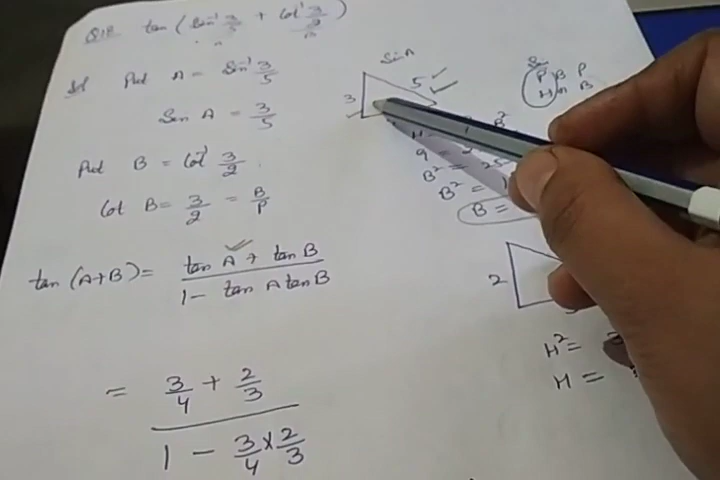 tan (Sin⁻¹ 3/5 + Cot⁻¹ 3/2)
Sol Put A = Sin⁻¹ 3/5
Sin A = 3/5
Put B = Cot⁻¹ 3/2
Cot B = 3/2 = B/P
tan (A+B) = tan A + tan B / 1 - tan A tan B
= 3/4 + 2/3 / 1 - 3/4 × 2/3
Sin A
3 5
P B P
H H B
9 =
B² = 25
B² = 1
B =
2
H² =
H =